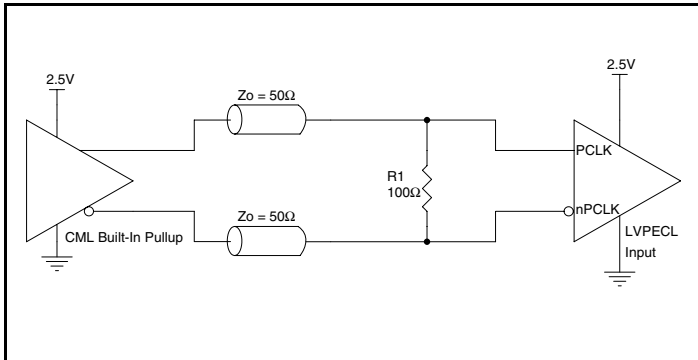 2.5V
2.5V
Zo = 50Ω
PCLK
R1
100Ω
nPCLK
Zo = 50Ω
CML Built-In Pullup
LVPECL
Input